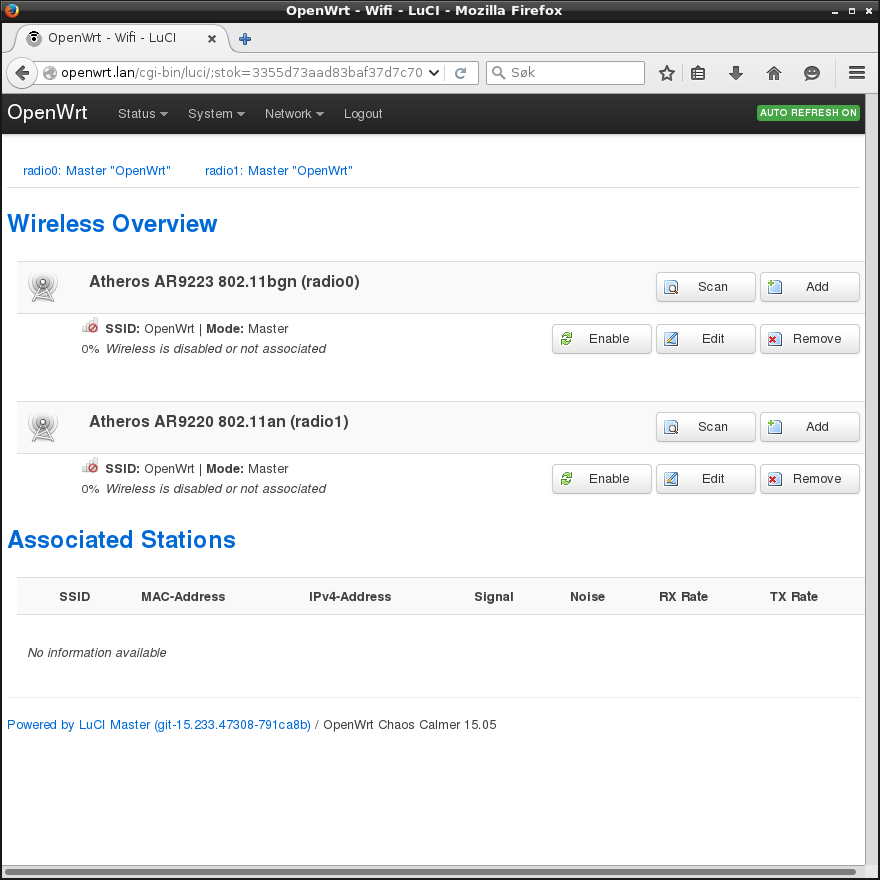 OpenWrt - Wifi - LuCI - Mozilla Firefox
OpenWrt - Wifi - LuCI
openwrt.lan/cgi-bin/luci/;stok=3355d73aad83baf37d7c70
Søk
OpenWrt Status System Network Logout AUTO REFRESH ON
radio0: Master "OpenWrt" radio1: Master "OpenWrt"
Wireless Overview
Atheros AR9223 802.11bgn (radio0) Scan Add
SSID: OpenWrt | Mode: Master Enable Edit Remove
0% Wireless is disabled or not associated
Atheros AR9220 802.11an (radio1) Scan Add
SSID: OpenWrt | Mode: Master Enable Edit Remove
0% Wireless is disabled or not associated
Associated Stations
SSID MAC-Address IPv4-Address Signal Noise RX Rate TX Rate
No information available
Powered by LuCI Master (git-15.233.47308-791ca8b) / OpenWrt Chaos Calmer 15.05